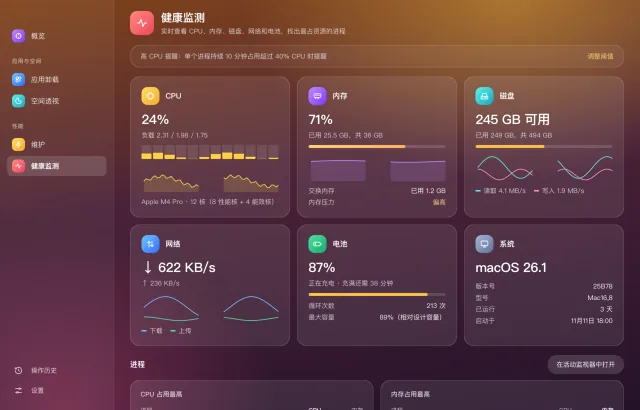 概览
应用与空间
应用卸载
空间透视
性能
维护
健康监测
操作历史
设置
健康监测
实时查看 CPU、内存、磁盘、网络和电池，找出最占资源的进程
高 CPU 提醒：单个进程持续 10 分钟占用超过 40% CPU 时提醒
调整阈值
CPU
24%
负载 2.31 / 1.98 / 1.75
Apple M4 Pro · 12 核（8 性能核 + 4 能效核）
内存
71%
已用 25.5 GB，共 36 GB
交换内存 已用 1.2 GB
内存压力 偏高
磁盘
245 GB 可用
已用 249 GB，共 494 GB
读取 4.1 MB/s 写入 1.9 MB/s
网络
↓ 622 KB/s
↑ 236 KB/s
下载 上传
电池
87%
正在充电 · 充满还需 38 分钟
循环次数 213 次
最大容量 89%（相对设计容量）
系统
macOS 26.1
版本号 25B78
型号 Mac16,8
已运行 3 天
启动于 11月11日 18:00
进程
在活动监视器中打开
CPU 占用最高
进程 CPU 内存
内存占用最高
进程 CPU 内存